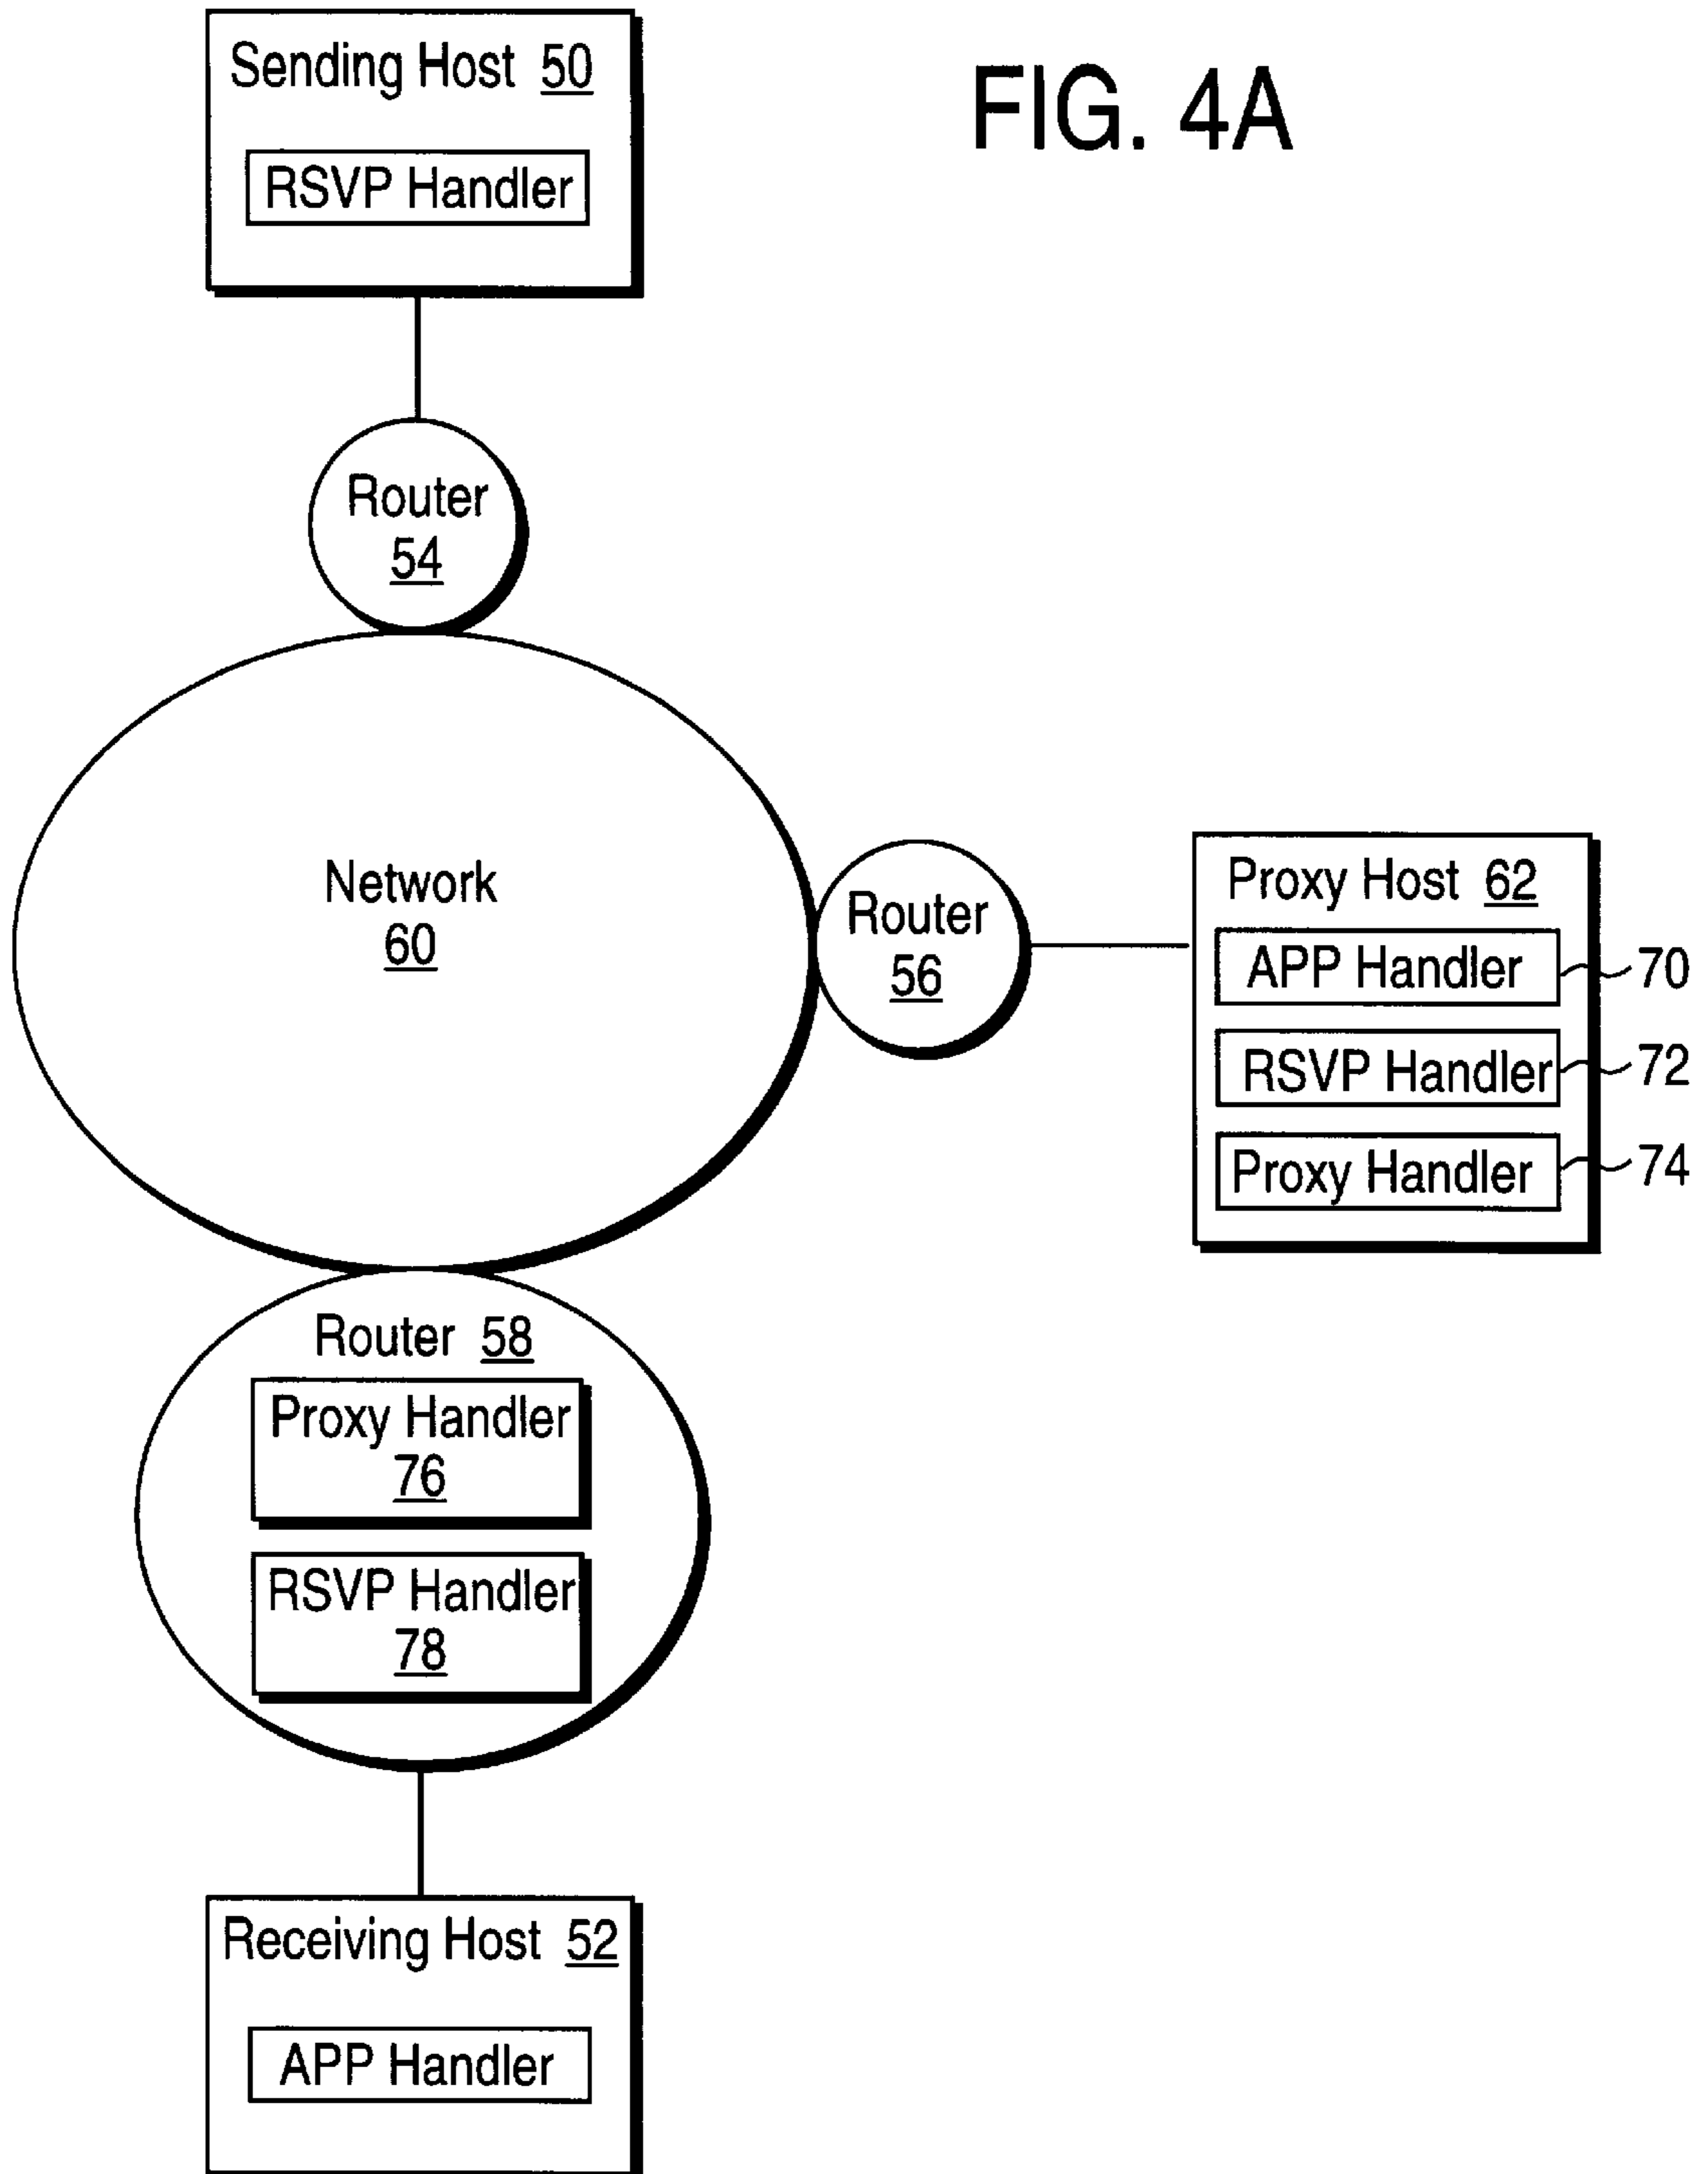 FIG. 4A
Sending Host 50
RSVP Handler
Router
54
Network
60
Router
56
Proxy Host 62
APP Handler
70
RSVP Handler
72
Proxy Handler
74
Router 58
Proxy Handler
76
RSVP Handler
78
Receiving Host 52
APP Handler